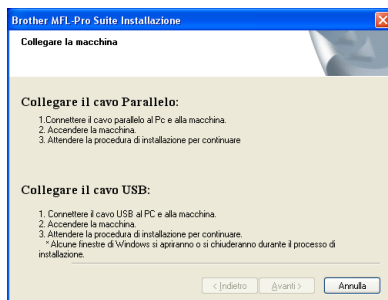 Brother MFL-Pro Suite Installazione
Collegare la macchina
Collegare il cavo Parallelo:
1.Connettere il cavo parallelo al Pc e alla macchina.
2. Accendere la macchina.
3. Attendere la procedura di installazione per continuare
Collegare il cavo USB:
1. Connettere il cavo USB al PC e alla macchina.
2. Accendere la macchina.
3. Attendere la procedura di installazione per continuare.
*Alcune finestre di Windows si apriranno o si chiuderanno durante il processo di
installazione.
< Indietro Avanti > Annulla